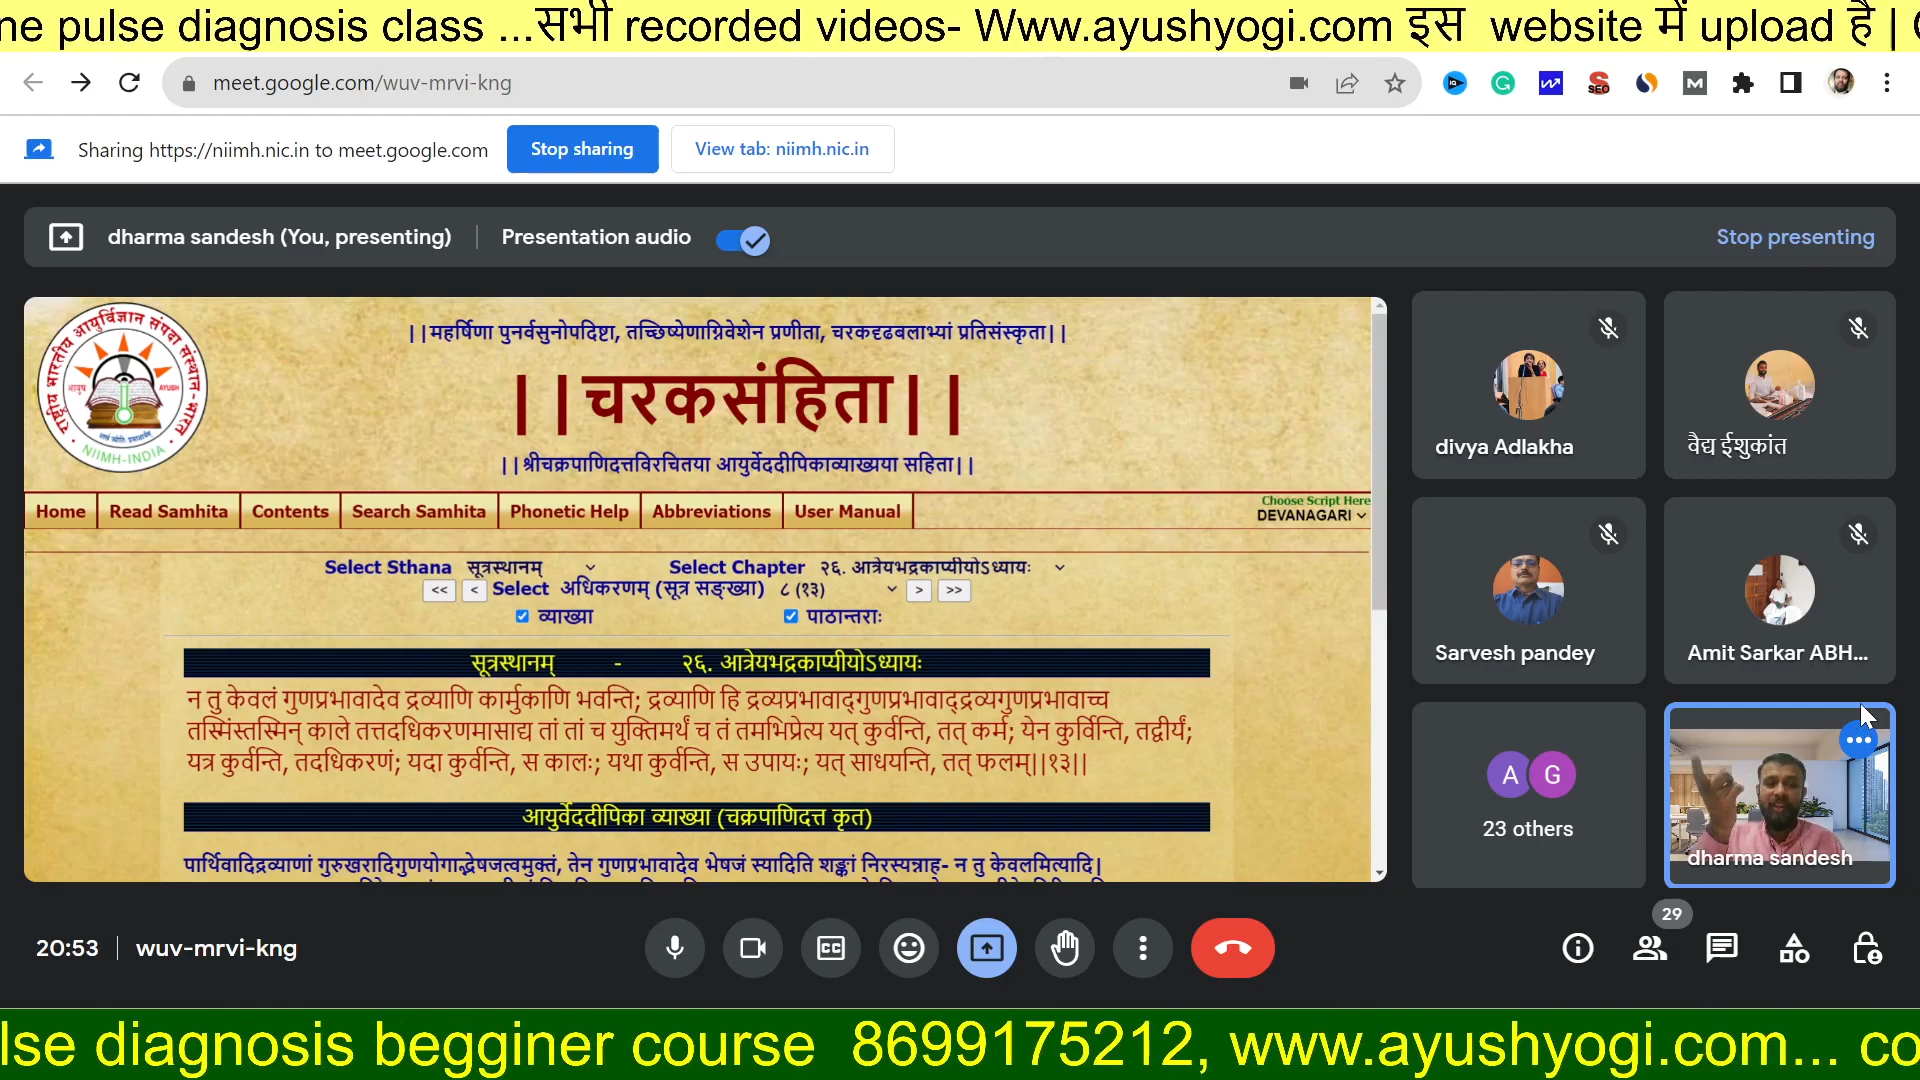 ne pulse diagnosis class ...सभी recorded videos- Www.ayushyogi.com इस website में upload है |
meet.google.com/wuv-mrvi-kng
Sharing https://niimh.nic.in to meet.google.com
Stop sharing
View tab: niimh.nic.in
dharma sandesh (You, presenting)
Presentation audio
Stop presenting
राष्ट्रीय भारतीय आयुर्विज्ञान संपदा संस्थान-भारत
आयुष
AYUSH
NIIMH-INDIA
||महर्षिणा पुनर्वसुनोपदिष्टा, तच्छिष्येणाग्निवेशेन प्रणीता, चरकदृढबलाभ्यां प्रतिसंस्कृता||
||चरकसंहिता||
||श्रीचक्रपाणिदत्तविरचितया आयुर्वेददीपिकाव्याख्यया सहिता||
Home Read Samhita Contents Search Samhita Phonetic Help Abbreviations User Manual
Choose Script Here
DEVANAGARI
Select Sthana सूत्रस्थानम् Select Chapter २६. आत्रेयभद्रकाप्यीयोऽध्यायः
<< < Select अधिकरणम् (सूत्र सङ्ख्या) ८ (१३) > >>
व्याख्या पाठान्तराः
सूत्रस्थानम् - २६. आत्रेयभद्रकाप्यीयोऽध्यायः
न तु केवलं गुणप्रभावादेव द्रव्याणि कार्मुकाणि भवन्ति; द्रव्याणि हि द्रव्यप्रभावाद्गुणप्रभावाद्द्रव्यगुणप्रभावाच्च
तस्मिंस्तस्मिन् काले तत्तदधिकरणमासाद्य तां तां च युक्तिमर्थं च तं तमभिप्रेत्य यत् कुर्वन्ति, तत् कर्म; येन कुर्विन्ति, तद्वीर्यं;
यत्र कुर्वन्ति, तदधिकरणं; यदा कुर्वन्ति, स कालः; यथा कुर्वन्ति, स उपायः; यत् साधयन्ति, तत् फलम्||१३||
आयुर्वेददीपिका व्याख्या (चक्रपाणिदत्त कृत)
पार्थिवादिद्रव्याणां गुरुखरादिगुणयोगाद्भेषजत्वमुक्तं, तेन गुणप्रभावादेव भेषजं स्यादिति शङ्कां निरस्यन्नाह- न तु केवलमित्यादि|
divya Adlakha
वैद्य ईशुकांत
Sarvesh pandey
Amit Sarkar ABH...
A G
23 others
dharma sandesh
20:53 wuv-mrvi-kng
CC
29
lse diagnosis begginer course 8699175212, www.ayushyogi.com... co